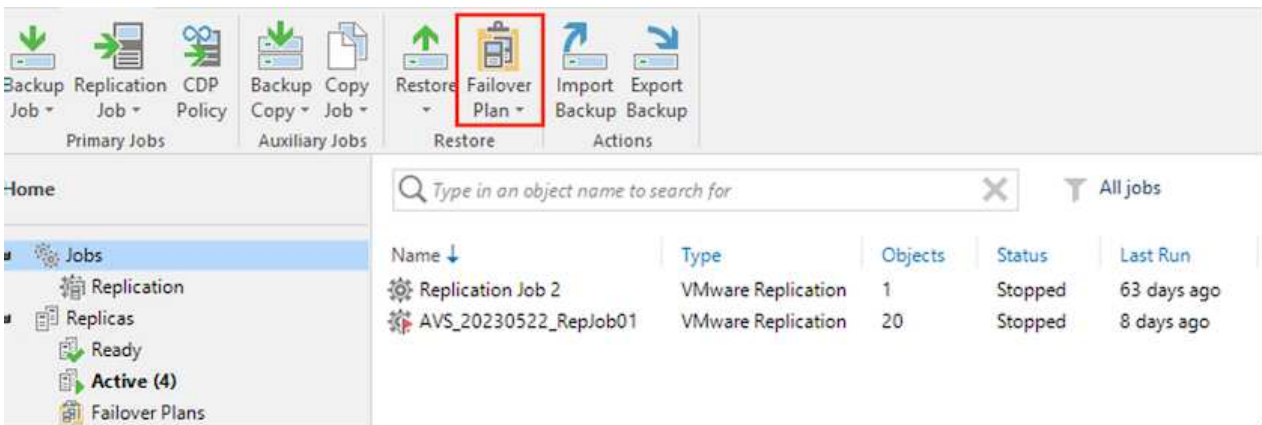 Backup Replication CDP Backup Copy Restore Failover Import Export
Job Job Policy Copy Job Plan Backup Backup
Primary Jobs Auxiliary Jobs Restore Actions
Home
Type in an object name to search for
All jobs
Jobs
Replication
Replicas
Ready
Active (4)
Failover Plans
Name Type Objects Status Last Run
Replication Job 2 VMware Replication 1 Stopped 63 days ago
AVS_20230522_RepJob01 VMware Replication 20 Stopped 8 days ago